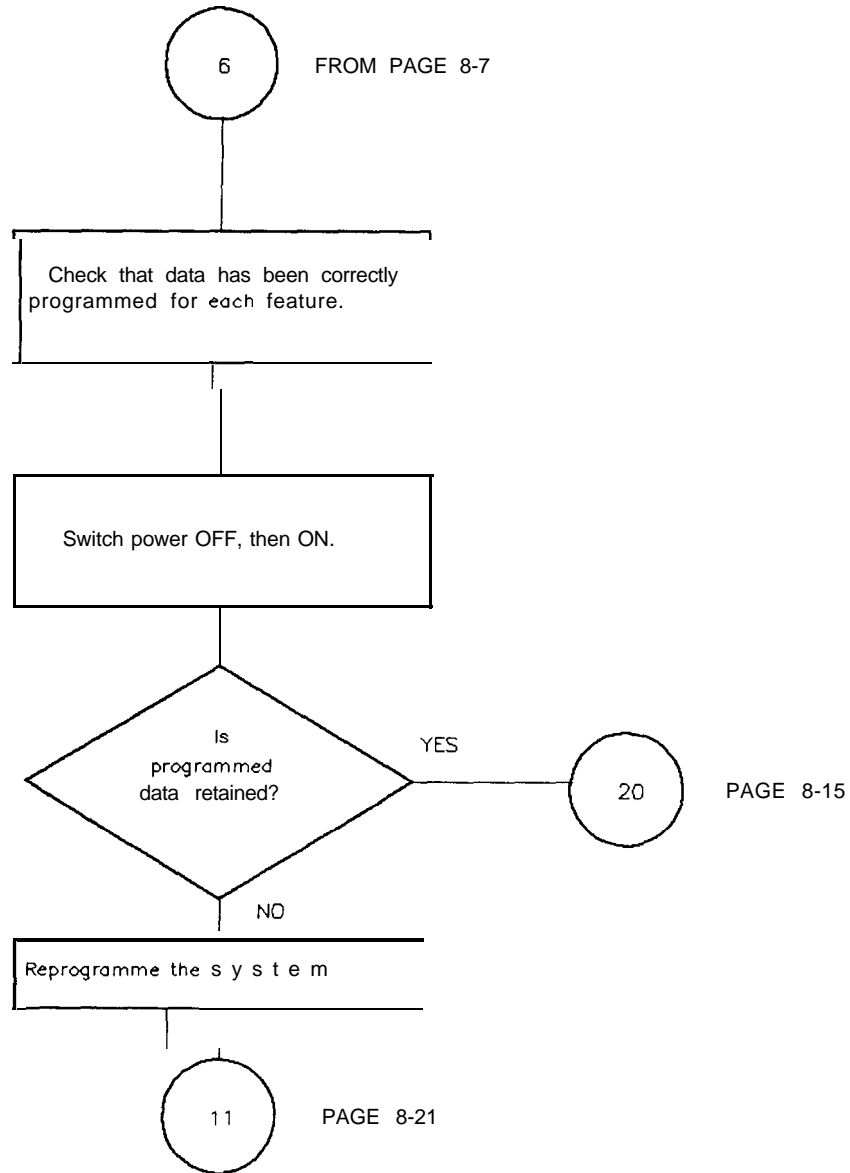 6 FROM PAGE 8-7
Check that data has been correctly
programmed for each feature.
Switch power OFF, then ON.
Is
programmed
data retained?
YES
20 PAGE 8-15
NO
Reprogramme the system
11 PAGE 8-21